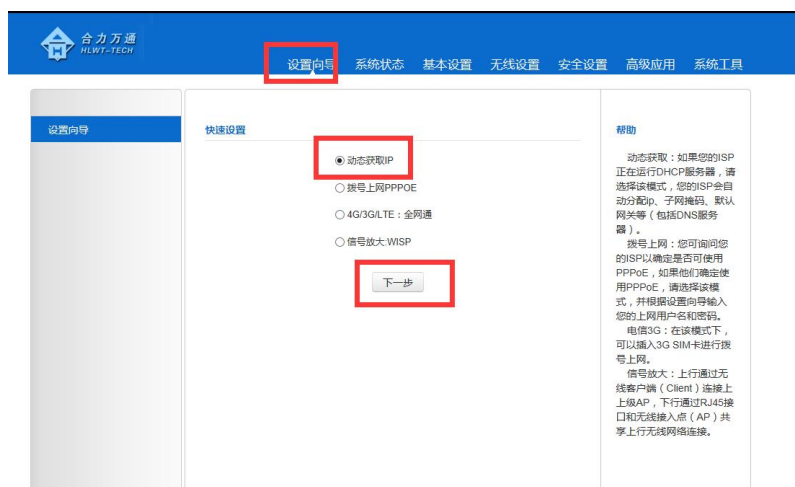 合力万通
HLWT-TECH
设置向导 系统状态 基本设置 无线设置 安全设置 高级应用 系统工具
设置向导
快速设置
动态获取IP
拨号上网PPPOE
4G/3G/LTE：全网通
信号放大:WISP
下一步
帮助
动态获取：如果您的ISP
正在运行DHCP服务器，请
选择该模式，您的ISP会自
动分配ip、子网掩码、默认
网关等（包括DNS服务
器）。
拨号上网：您可询问您
的ISP以确定是否可使用
PPPoE，如果他们确定使
用PPPoE，请选择该模
式，并根据设置向导输入
您的上网用户名和密码。
电信3G：在该模式下，
可以插入3G SIM卡进行拨
号上网。
信号放大：上行通过无
线客户端（Client）连接上
上级AP，下行通过RJ45接
口和无线接入点（AP）共
享上行无线网络连接。